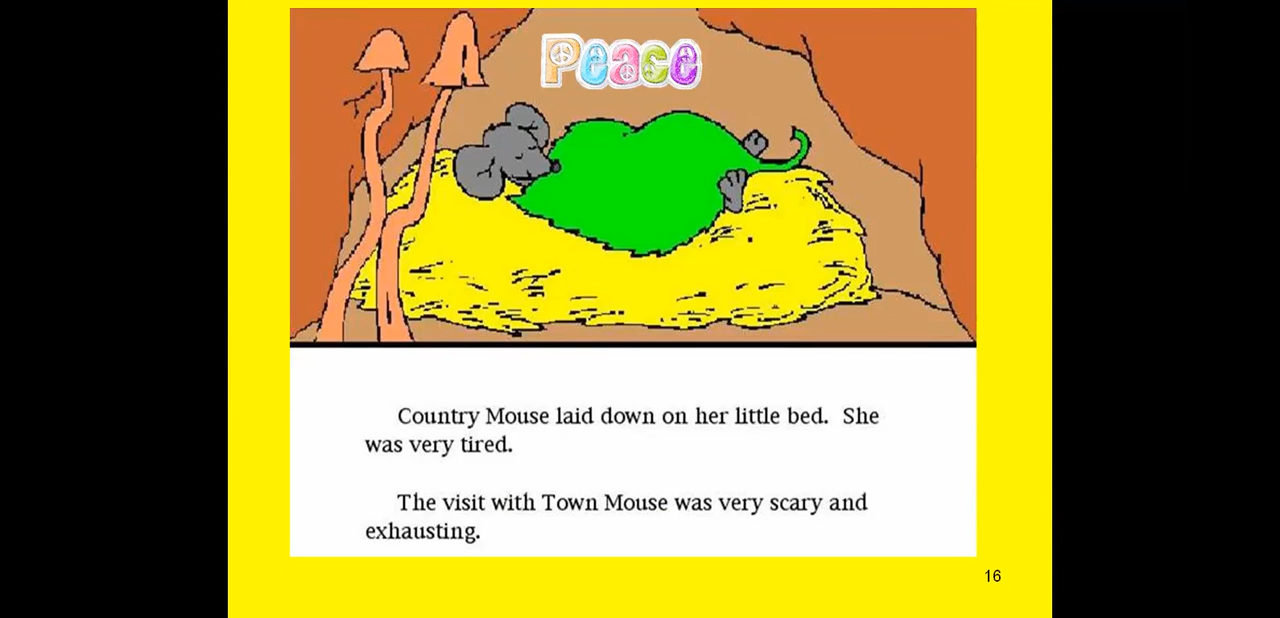 Peace
Country Mouse laid down on her little bed.  She
was very tired.
The visit with Town Mouse was very scary and
exhausting.
16